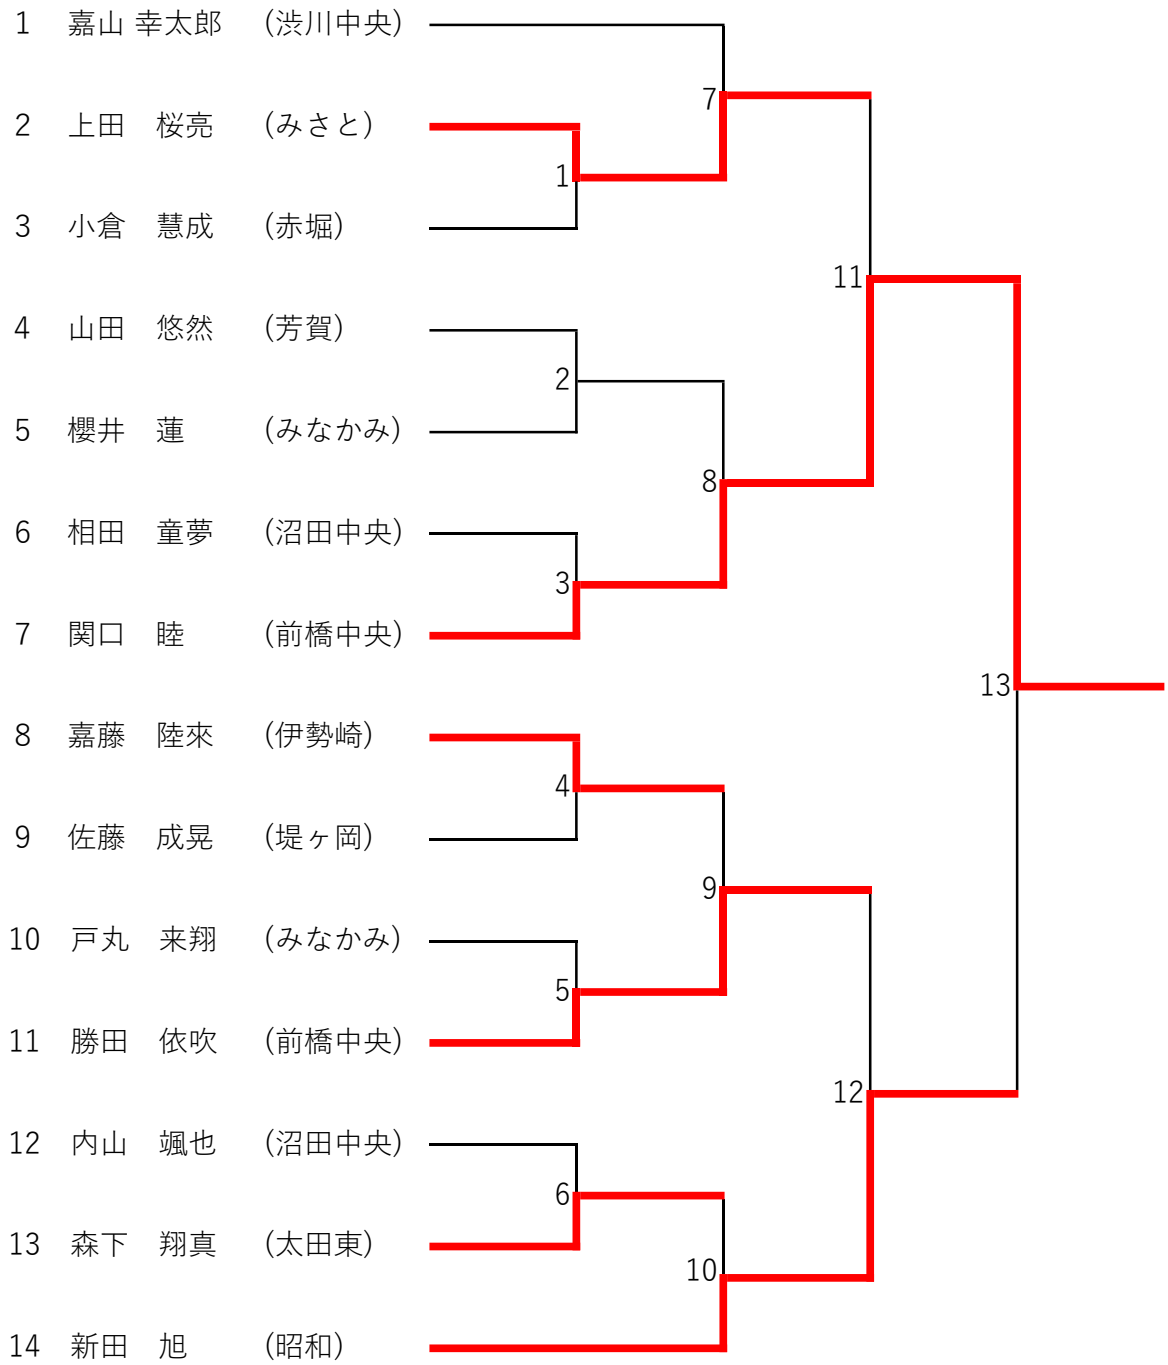 1 嘉山 幸太郎 (渋川中央)
7
2 上田 桜亮 (みさと)
1
3 小倉 慧成 (赤堀)
11
4 山田 悠然 (芳賀)
2
5 櫻井 蓮 (みなかみ)
8
6 相田 童夢 (沼田中央)
3
7 関口 睦 (前橋中央)
13
8 嘉藤 陸來 (伊勢崎)
4
9 佐藤 成晃 (堤ヶ岡)
9
10 戸丸 来翔 (みなかみ)
5
11 勝田 依吹 (前橋中央)
12
12 内山 颯也 (沼田中央)
6
13 森下 翔真 (太田東)
10
14 新田 旭 (昭和)